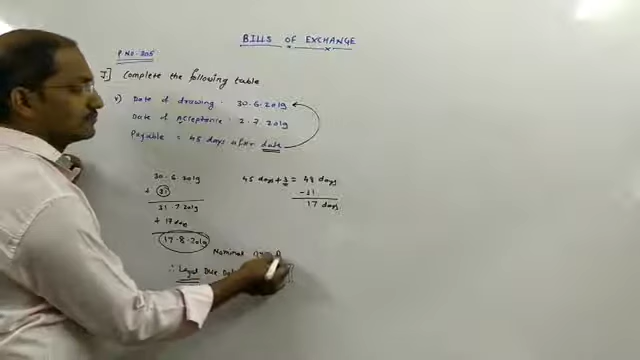 BILLS OF EXCHANGE
P.NO.305
I] Complete the following table
v) Date of drawing : 30.6.2019
Date of Acceptance : 2.7.2019
Payable = 45 days after date
30.6.2019
+ 31
31.7.2019
+ 17 days
17.8.2019
45 days + 3 = 48 days
- 31
17 days
Nominal
∴ Legal Due